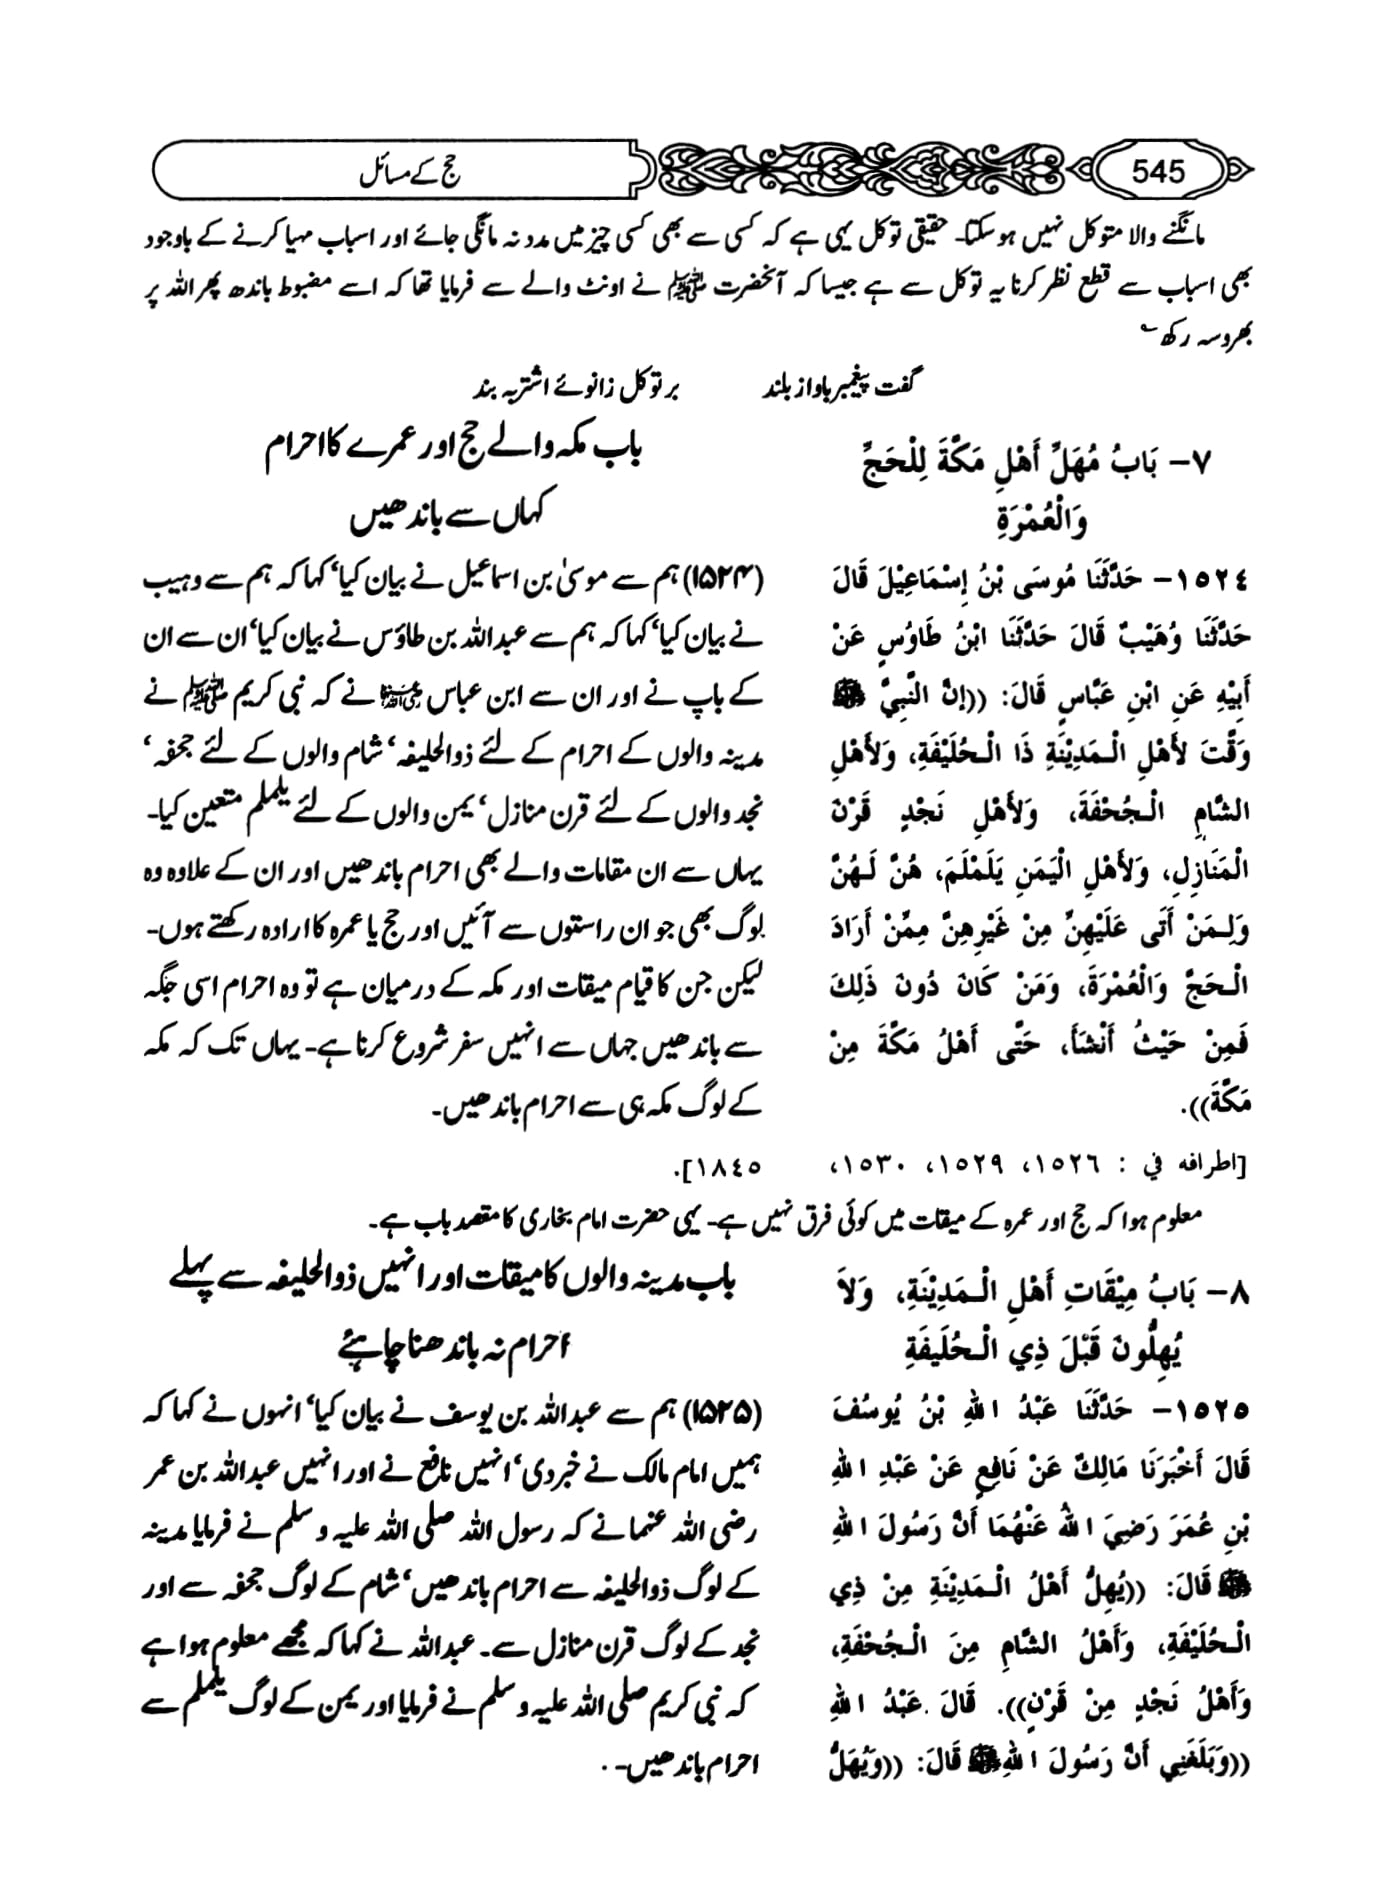 545
حج کے مسائل
مانگنے والا متوکل نہیں ہو سکتا۔ حقیقی توکل یہی ہے کہ کسی سے بھی کسی چیز میں مدد نہ مانگی جائے اور اسباب مہیا کرنے کے باوجود
بھی اسباب سے قطع نظر کرنا یہ توکل سے ہے جیسا کہ آنحضرت ﷺ نے اونٹ والے سے فرمایا تھا کہ اسے مضبوط باندھ پھر اللہ پر
بھروسہ رکھ ؎
گفت پیغمبر باواز بلند بر توکل زانوئے اشتر بہ بند
٧- بَابُ مُهَلِّ أَهْلِ مَكَّةَ لِلْحَجِّ
وَالْعُمْرَةِ
١٥٢٤- حَدَّثَنَا مُوسَى بْنُ إِسْمَاعِيْلَ قَالَ
حَدَّثَنَا وُهَيْبٌ قَالَ حَدَّثَنَا ابْنُ طَاوُسٍ عَنْ
أَبِيْهِ عَنِ ابْنِ عَبَّاسٍ قَالَ: ((إِنَّ النَّبِيَّ ﷺ
وَقَّتَ لأَهْلِ الْـمَدِيْنَةِ ذَا الْـحُلَيْفَةِ، وَلأَهْلِ
الشَّامِ الْـجُحْفَةَ، وَلأَهْلِ نَجْدٍ قَرْنَ
الْمَنَازِلِ، وَلأَهْلِ الْيَمَنِ يَلَمْلَمَ، هُنَّ لَـهُنَّ
وَلِـمَنْ أَتَى عَلَيْهِنَّ مِنْ غَيْرِهِنَّ مِمَّنْ أَرَادَ
الْـحَجَّ وَالْعُمْرَةَ، وَمَنْ كَانَ دُونَ ذَلِكَ
فَمِنْ حَيْثُ أَنْشَأَ، حَتَّى أَهْلُ مَكَّةَ مِنْ
مَكَّةَ)).
[اطرافه في : ١٥٢٦، ١٥٢٩، ١٥٣٠، ١٨٤٥].
باب مکہ والے حج اور عمرے کا احرام
کہاں سے باندھیں
(۱۵۲۴) ہم سے موسیٰ بن اسماعیل نے بیان کیا‘ کہا کہ ہم سے وہیب
نے بیان کیا‘ کہا کہ ہم سے عبداللہ بن طاؤس نے بیان کیا‘ ان سے ان
کے باپ نے اور ان سے ابن عباس رضی اللہ عنہما نے کہ نبی کریم ﷺ نے
مدینہ والوں کے احرام کے لئے ذوالحلیفہ‘ شام والوں کے لئے جحفہ‘
نجد والوں کے لئے قرن منازل‘ یمن والوں کے لئے یلملم متعین کیا۔
یہاں سے ان مقامات والے بھی احرام باندھیں اور ان کے علاوہ وہ
لوگ بھی جو ان راستوں سے آئیں اور حج یا عمرہ کا ارادہ رکھتے ہوں۔
لیکن جن کا قیام میقات اور مکہ کے درمیان ہے تو وہ احرام اسی جگہ
سے باندھیں جہاں سے انہیں سفر شروع کرنا ہے۔ یہاں تک کہ مکہ
کے لوگ مکہ ہی سے احرام باندھیں۔
معلوم ہوا کہ حج اور عمرہ کے میقات میں کوئی فرق نہیں ہے۔ یہی حضرت امام بخاری کا مقصد باب ہے۔
٨- بَابُ مِيْقَاتِ أَهْلِ الْـمَدِيْنَةِ، وَلاَ
يُهِلُّونَ قَبْلَ ذِي الْـحُلَيفَةِ
١٥٢٥- حَدَّثَنَا عَبْدُ اللهِ بْنُ يُوسُفَ
قَالَ أَخْبَرَنَا مَالِكٌ عَنْ نَافِعٍ عَنْ عَبْدِ اللهِ
بْنِ عُمَرَ رَضِيَ اللهُ عَنْهُمَا أَنَّ رَسُولَ اللهِ
ﷺ قَالَ: ((يُهِلُّ أَهْلُ الْـمَدِيْنَةِ مِنْ ذِي
الْـحُلَيْفَةِ، وَأَهْلُ الشَّامِ مِنَ الْـجُحْفَةِ،
وَأَهْلُ نَجْدٍ مِنْ قَرْنٍ)). قَالَ عَبْدُ اللهِ
((وَبَلَغَنِي أَنَّ رَسُولَ اللهِ ﷺ قَالَ: ((وَيُهَلُّ
باب مدینہ والوں کا میقات اور انہیں ذوالحلیفہ سے پہلے
احرام نہ باندھنا چاہئے
(۱۵۲۵) ہم سے عبداللہ بن یوسف نے بیان کیا‘ انہوں نے کہا کہ
ہمیں امام مالک نے خبر دی‘ انہیں نافع نے اور انہیں عبداللہ بن عمر
رضی اللہ عنہما نے کہ رسول اللہ صلی اللہ علیہ وسلم نے فرمایا مدینہ
کے لوگ ذوالحلیفہ سے احرام باندھیں‘ شام کے لوگ جحفہ سے اور
نجد کے لوگ قرن منازل سے۔ عبداللہ نے کہا کہ مجھے معلوم ہوا ہے
کہ نبی کریم صلی اللہ علیہ وسلم نے فرمایا اور یمن کے لوگ یلملم سے
احرام باندھیں۔